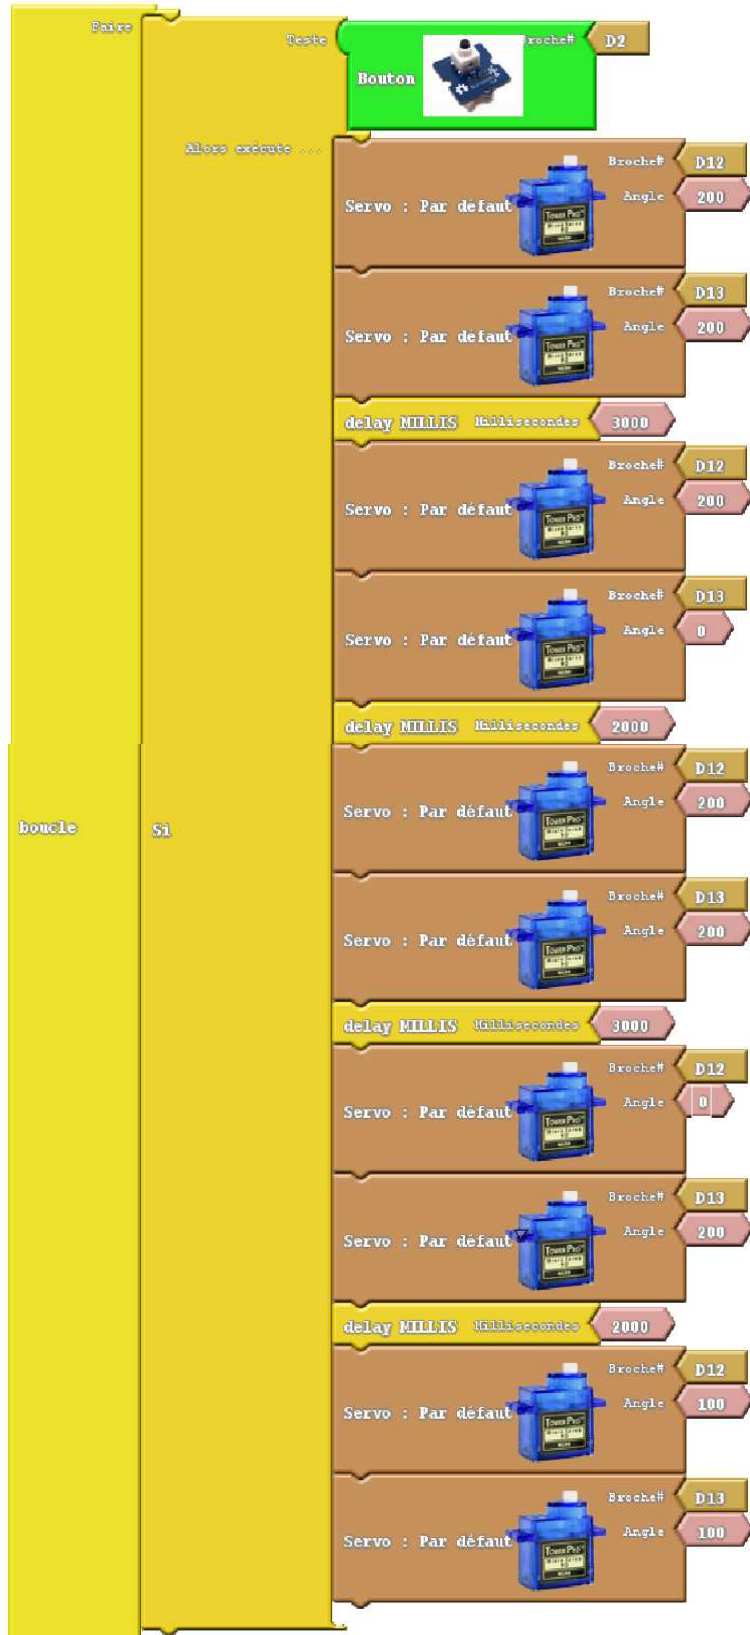 Faire
Teste
Broche# D2
Bouton
Alors exécute ...
Broche# D12
Angle 200
Servo : Par défaut
Broche# D13
Angle 200
Servo : Par défaut
delay MILLIS Millisecondes 3000
Broche# D12
Angle 200
Servo : Par défaut
Broche# D13
Angle 0
Servo : Par défaut
delay MILLIS Millisecondes 2000
Broche# D12
Angle 200
Servo : Par défaut
boucle
Si
Broche# D13
Angle 200
Servo : Par défaut
delay MILLIS Millisecondes 3000
Broche# D12
Angle 0
Servo : Par défaut
Broche# D13
Angle 200
Servo : Par défaut
delay MILLIS Millisecondes 2000
Broche# D12
Angle 100
Servo : Par défaut
Broche# D13
Angle 100
Servo : Par défaut